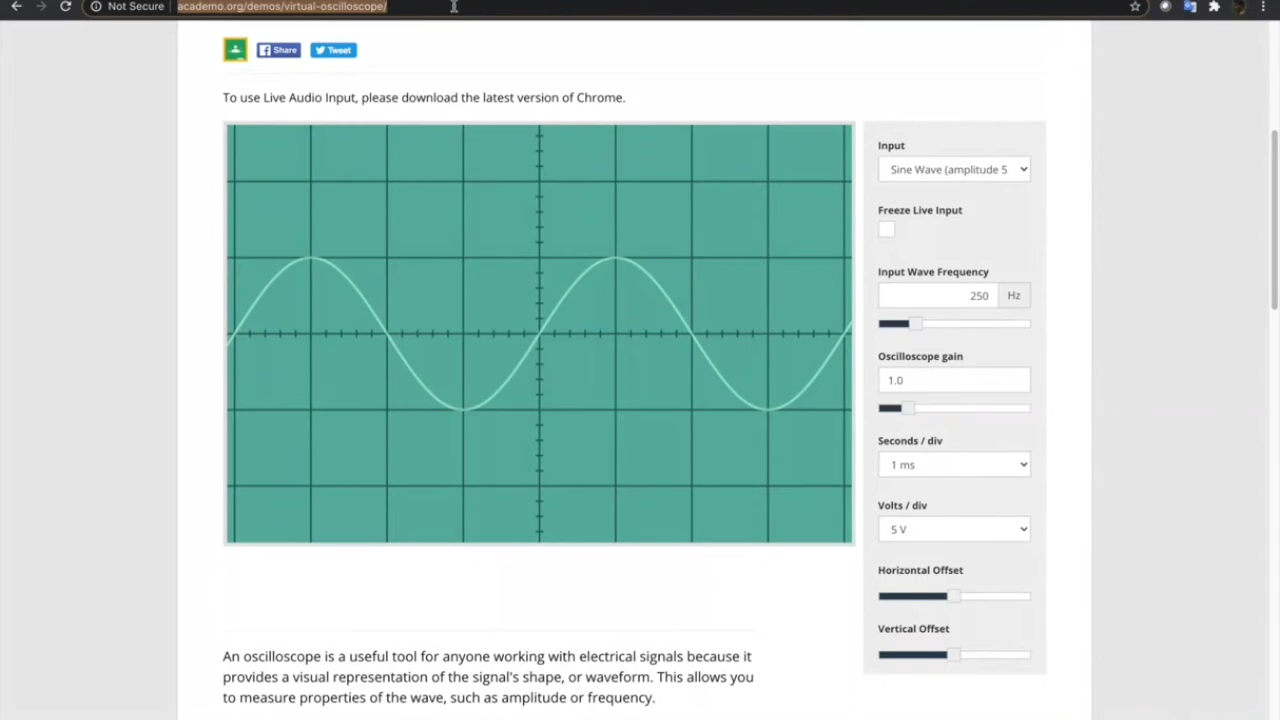 Not Secure | academo.org/demos/virtual-oscilloscope/
Share
Tweet
To use Live Audio Input, please download the latest version of Chrome.
Input
Sine Wave (amplitude 5
Freeze Live Input
Input Wave Frequency
250 Hz
Oscilloscope gain
1.0
Seconds / div
1 ms
Volts / div
5 V
Horizontal Offset
Vertical Offset
An oscilloscope is a useful tool for anyone working with electrical signals because it
provides a visual representation of the signal's shape, or waveform. This allows you
to measure properties of the wave, such as amplitude or frequency.